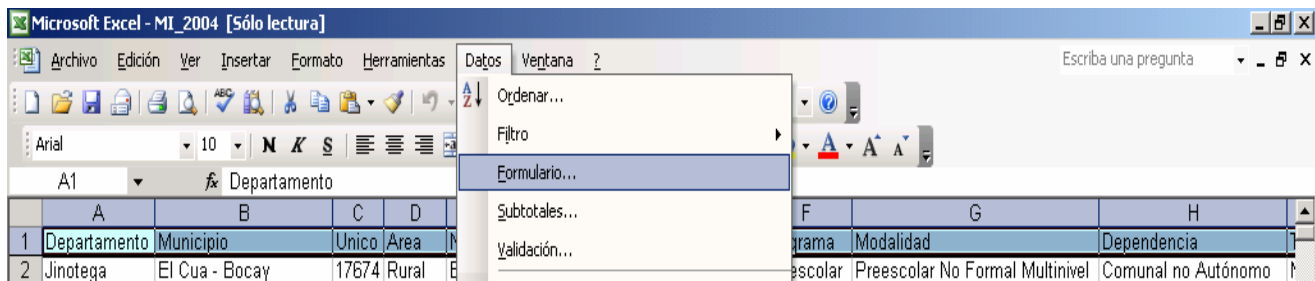 Microsoft Excel - MI_2004 [Sólo lectura]
Archivo Edición Ver Insertar Formato Herramientas Datos Ventana ? Escriba una pregunta
Ordenar...
Filtro
Arial 10 N K S
Formulario...
A1 fx Departamento
Subtotales...
Validación...
A B C D F G H
1 Departamento Municipio Unico Area Modalidad Dependencia
2 Jinotega El Cua - Bocay 17674 Rural Preescolar No Formal Multinivel Comunal no Autónomo